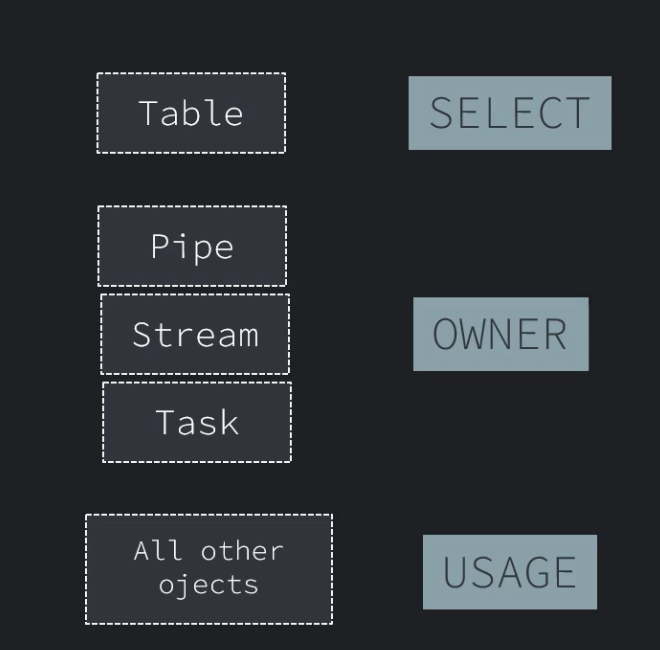 Table
SELECT
Pipe
Stream
OWNER
Task
All other
ojects
USAGE